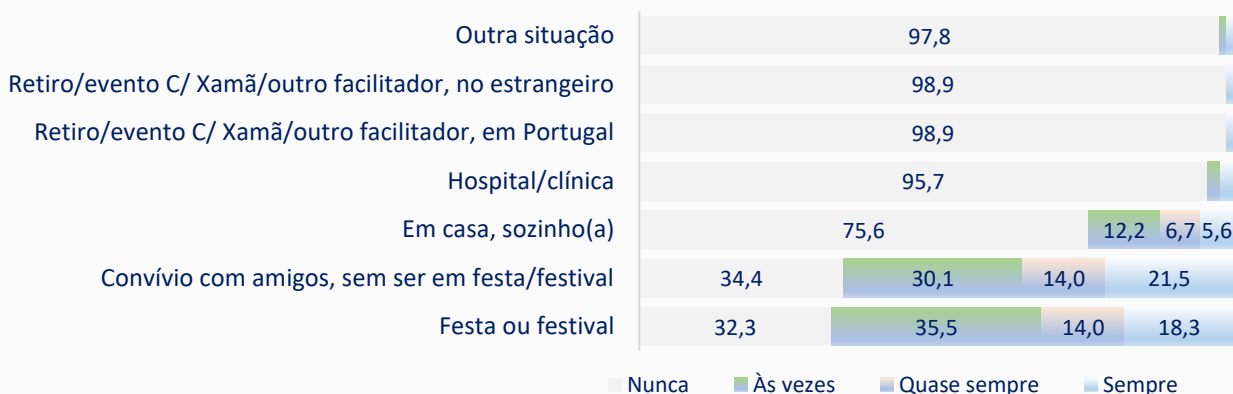 Outra situação 97,8
Retiro/evento C/ Xamã/outro facilitador, no estrangeiro 98,9
Retiro/evento C/ Xamã/outro facilitador, em Portugal 98,9
Hospital/clínica 95,7
Em casa, sozinho(a) 75,6 12,2 6,7 5,6
Convívio com amigos, sem ser em festa/festival 34,4 30,1 14,0 21,5
Festa ou festival 32,3 35,5 14,0 18,3
Nunca Às vezes Quase sempre Sempre